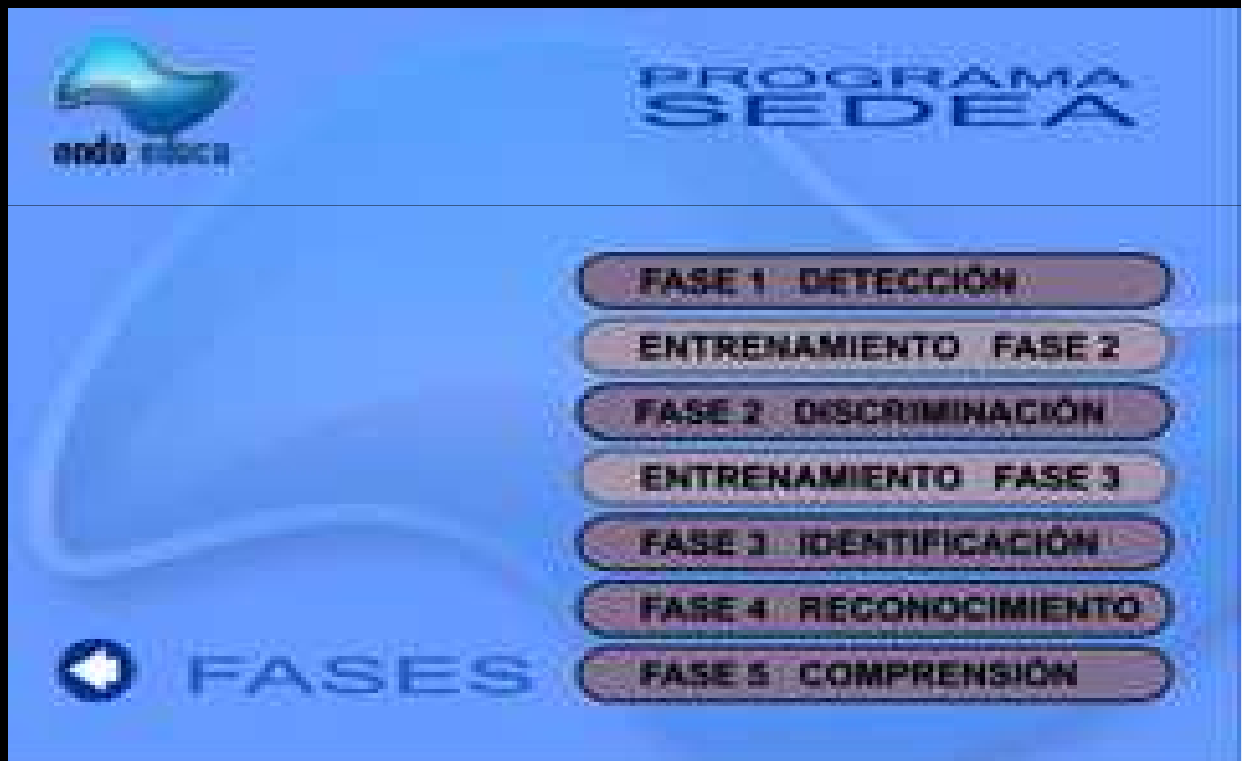 PROGRAMA
SEDEA
FASE 1 DETECCIÓN
ENTRENAMIENTO FASE 2
FASE 2 DISCRIMINACIÓN
ENTRENAMIENTO FASE 3
FASE 3 IDENTIFICACIÓN
FASE 4 RECONOCIMIENTO
FASE 5 COMPRENSIÓN
FASES